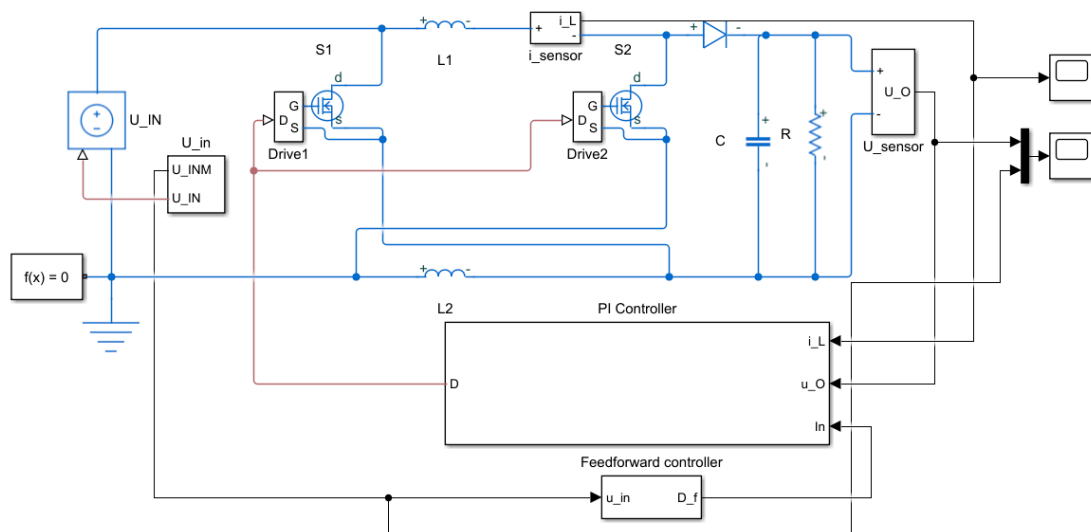 i_L
+
-
S1
L1
i_sensor
S2
+ -
+ -
d
G
D
S
s
Drive1
d
G
D
S
s
Drive2
+
-
U_IN
U_in
U_INM
U_IN
C
+
-
R
+
-
+
U_O
-
U_sensor
f(x) = 0
+ -
L2
PI Controller
D
i_L
u_O
In
Feedforward controller
u_in
D_f